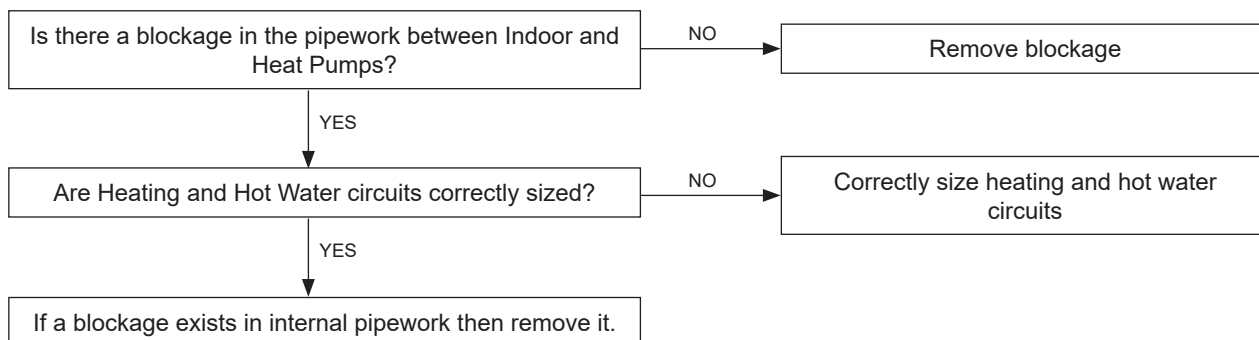 Is there a blockage in the pipework between Indoor and
Heat Pumps?
NO
Remove blockage
YES
Are Heating and Hot Water circuits correctly sized?
NO
Correctly size heating and hot water
circuits
YES
If a blockage exists in internal pipework then remove it.